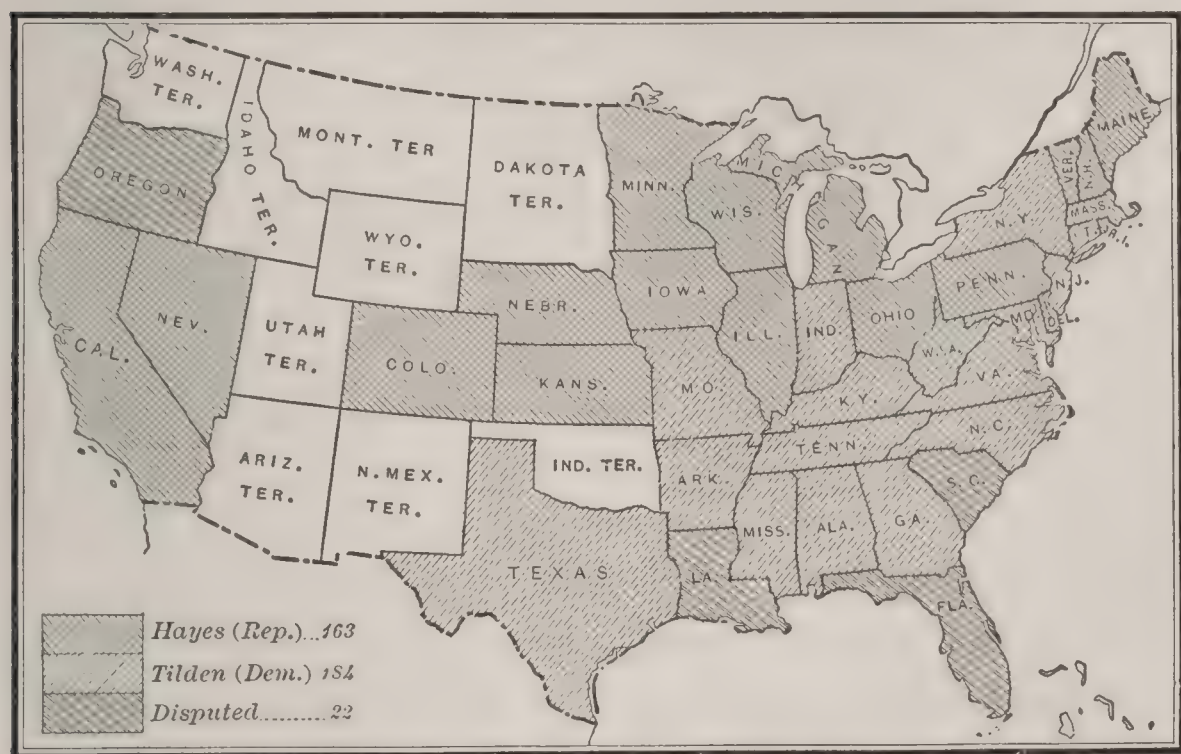 WASH. TER.
IDAHO TER.
MONT. TER
DAKOTA TER.
MINN.
WIS.
MICHIGAN
MAINE
VER.
N.H.
MASS.
R.I.
N.Y.
OREGON
WYO. TER.
NEBR.
IOWA
ILL.
IND.
OHIO
PENN.
N.J.
MD.
DEL.
CAL.
NEV.
UTAH TER.
COLO.
KANS.
MO.
KY.
W.VA.
VA.
ARIZ. TER.
N.MEX. TER.
IND. TER.
ARK.
TENN.
N.C.
S.C.
TEXAS
LA.
MISS.
ALA.
GA.
FLA.
Hayes (Rep.)...163
Tilden (Dem.) 184
Disputed..........22